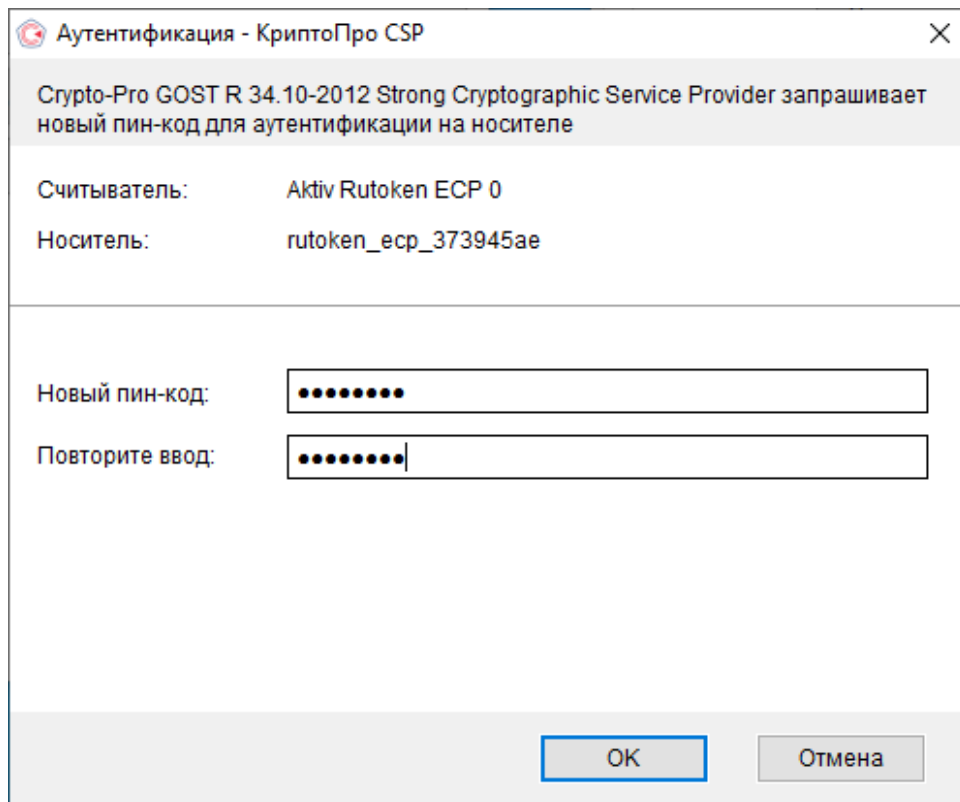 Аутентификация - КриптоПро CSP
Crypto-Pro GOST R 34.10-2012 Strong Cryptographic Service Provider запрашивает
новый пин-код для аутентификации на носителе
Считыватель: Aktiv Rutoken ECP 0
Носитель: rutoken_ecp_373945ae
Новый пин-код: ●●●●●●●●
Повторите ввод: ●●●●●●●●
OK Отмена